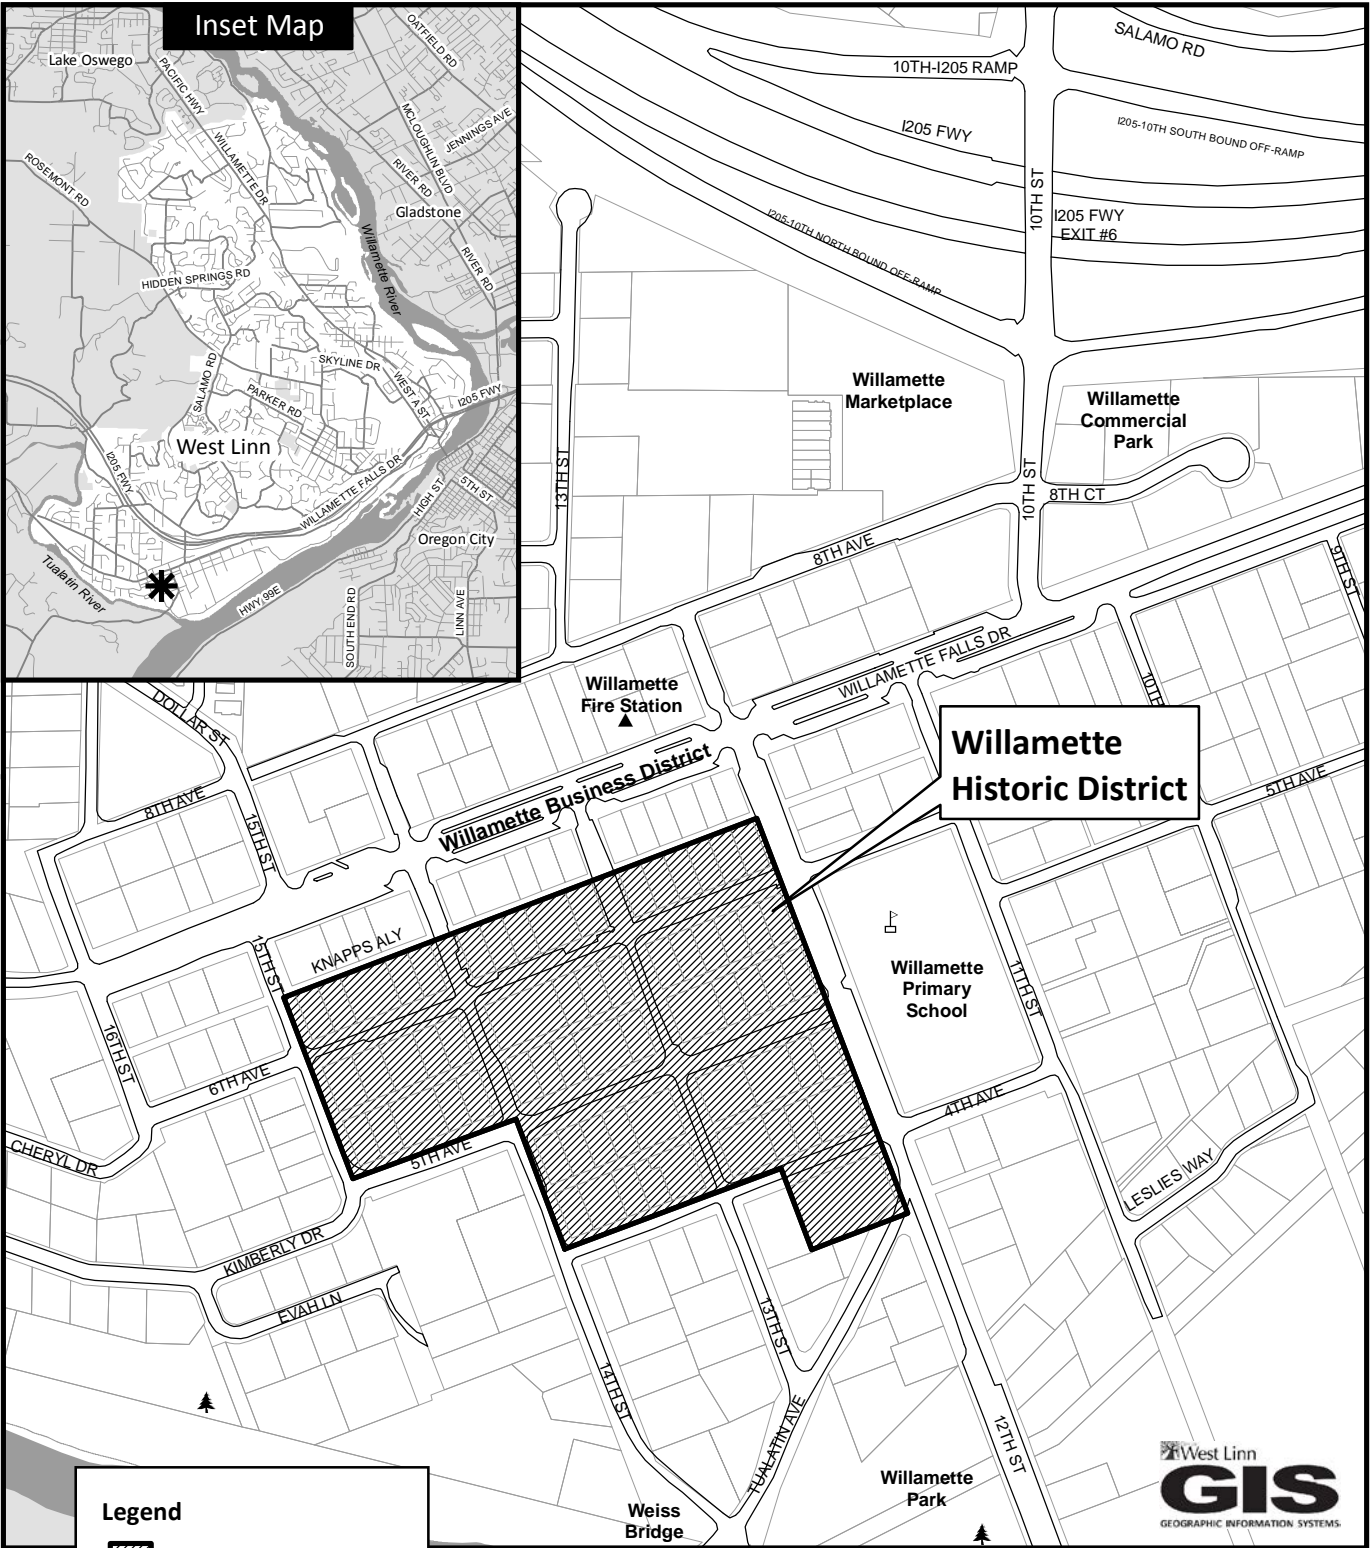 Inset Map
Lake Oswego
PACIFIC HWY
OATFIELD RD
MCLOUGHLIN BLVD
JENNINGS AVE
ROSEMONT RD
WILLAMETTE DR
RIVER RD
Gladstone
Willamette River
RIVER RD
HIDDEN SPRINGS RD
SALAMO RD
SKYLINE DR
PARKER RD
WEST A ST
I205 FWY
West Linn
I205 FWY
WILLAMETTE FALLS DR
HIGH ST
5TH ST
Oregon City
Tualatin River
HWY 99E
SOUTH END RD
LINN AVE
SALAMO RD
10TH-I205 RAMP
I205 FWY
I205-10TH SOUTH BOUND OFF-RAMP
10TH ST
I205 FWY
EXIT #6
I205-10TH NORTH BOUND OFF-RAMP
Willamette
Marketplace
Willamette
Commercial
Park
13TH ST
10TH ST
8TH CT
8TH AVE
9TH ST
WILLAMETTE FALLS DR
Willamette
Fire Station
10TH
DOLLAR ST
Willamette Business District
Willamette
Historic District
5TH AVE
8TH AVE
15TH ST
KNAPPS ALY
15TH ST
Willamette
Primary
School
11TH ST
16TH ST
6TH AVE
4TH AVE
CHERYL DR
5TH AVE
LESLIES WAY
KIMBERLY DR
EVAH LN
13TH ST
14TH ST
TUALATIN AVE
12TH ST
Willamette
Park
Weiss
Bridge
Legend
West Linn
GIS
GEOGRAPHIC INFORMATION SYSTEMS